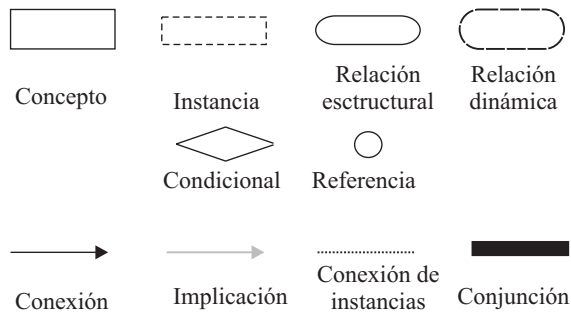 Concepto
Instancia
Relación
esctructural
Relación
dinámica
Condicional
Referencia
Conexión
Implicación
Conexión de
instancias
Conjunción